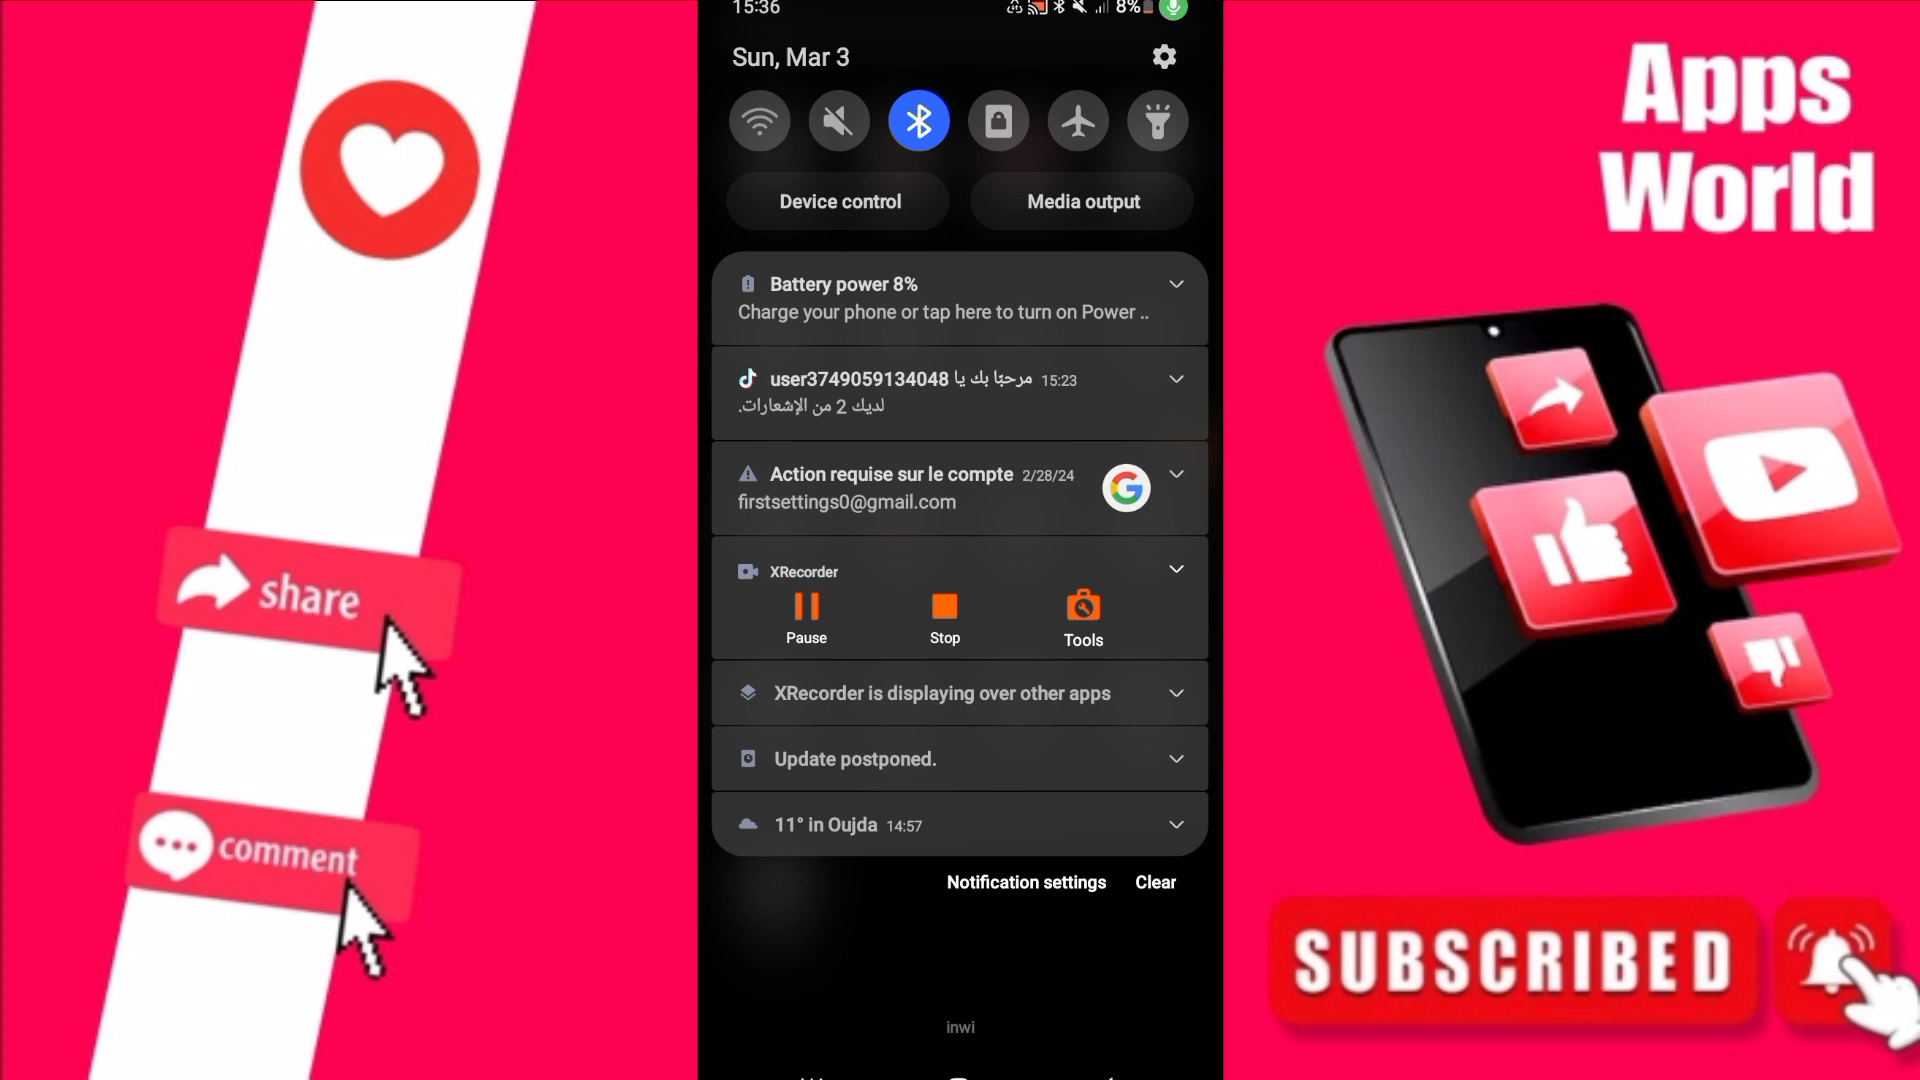 15:36
8%
Sun, Mar 3
Device control
Media output
Battery power 8%
Charge your phone or tap here to turn on Power ..
user3749059134048 مرحبًا بك يا 15:23
لديك 2 من الإشعارات.
Action requise sur le compte 2/28/24
firstsettings0@gmail.com
XRecorder
Pause
Stop
Tools
XRecorder is displaying over other apps
Update postponed.
11° in Oujda 14:57
Notification settings
Clear
inwi
share
comment
Apps
World
SUBSCRIBED